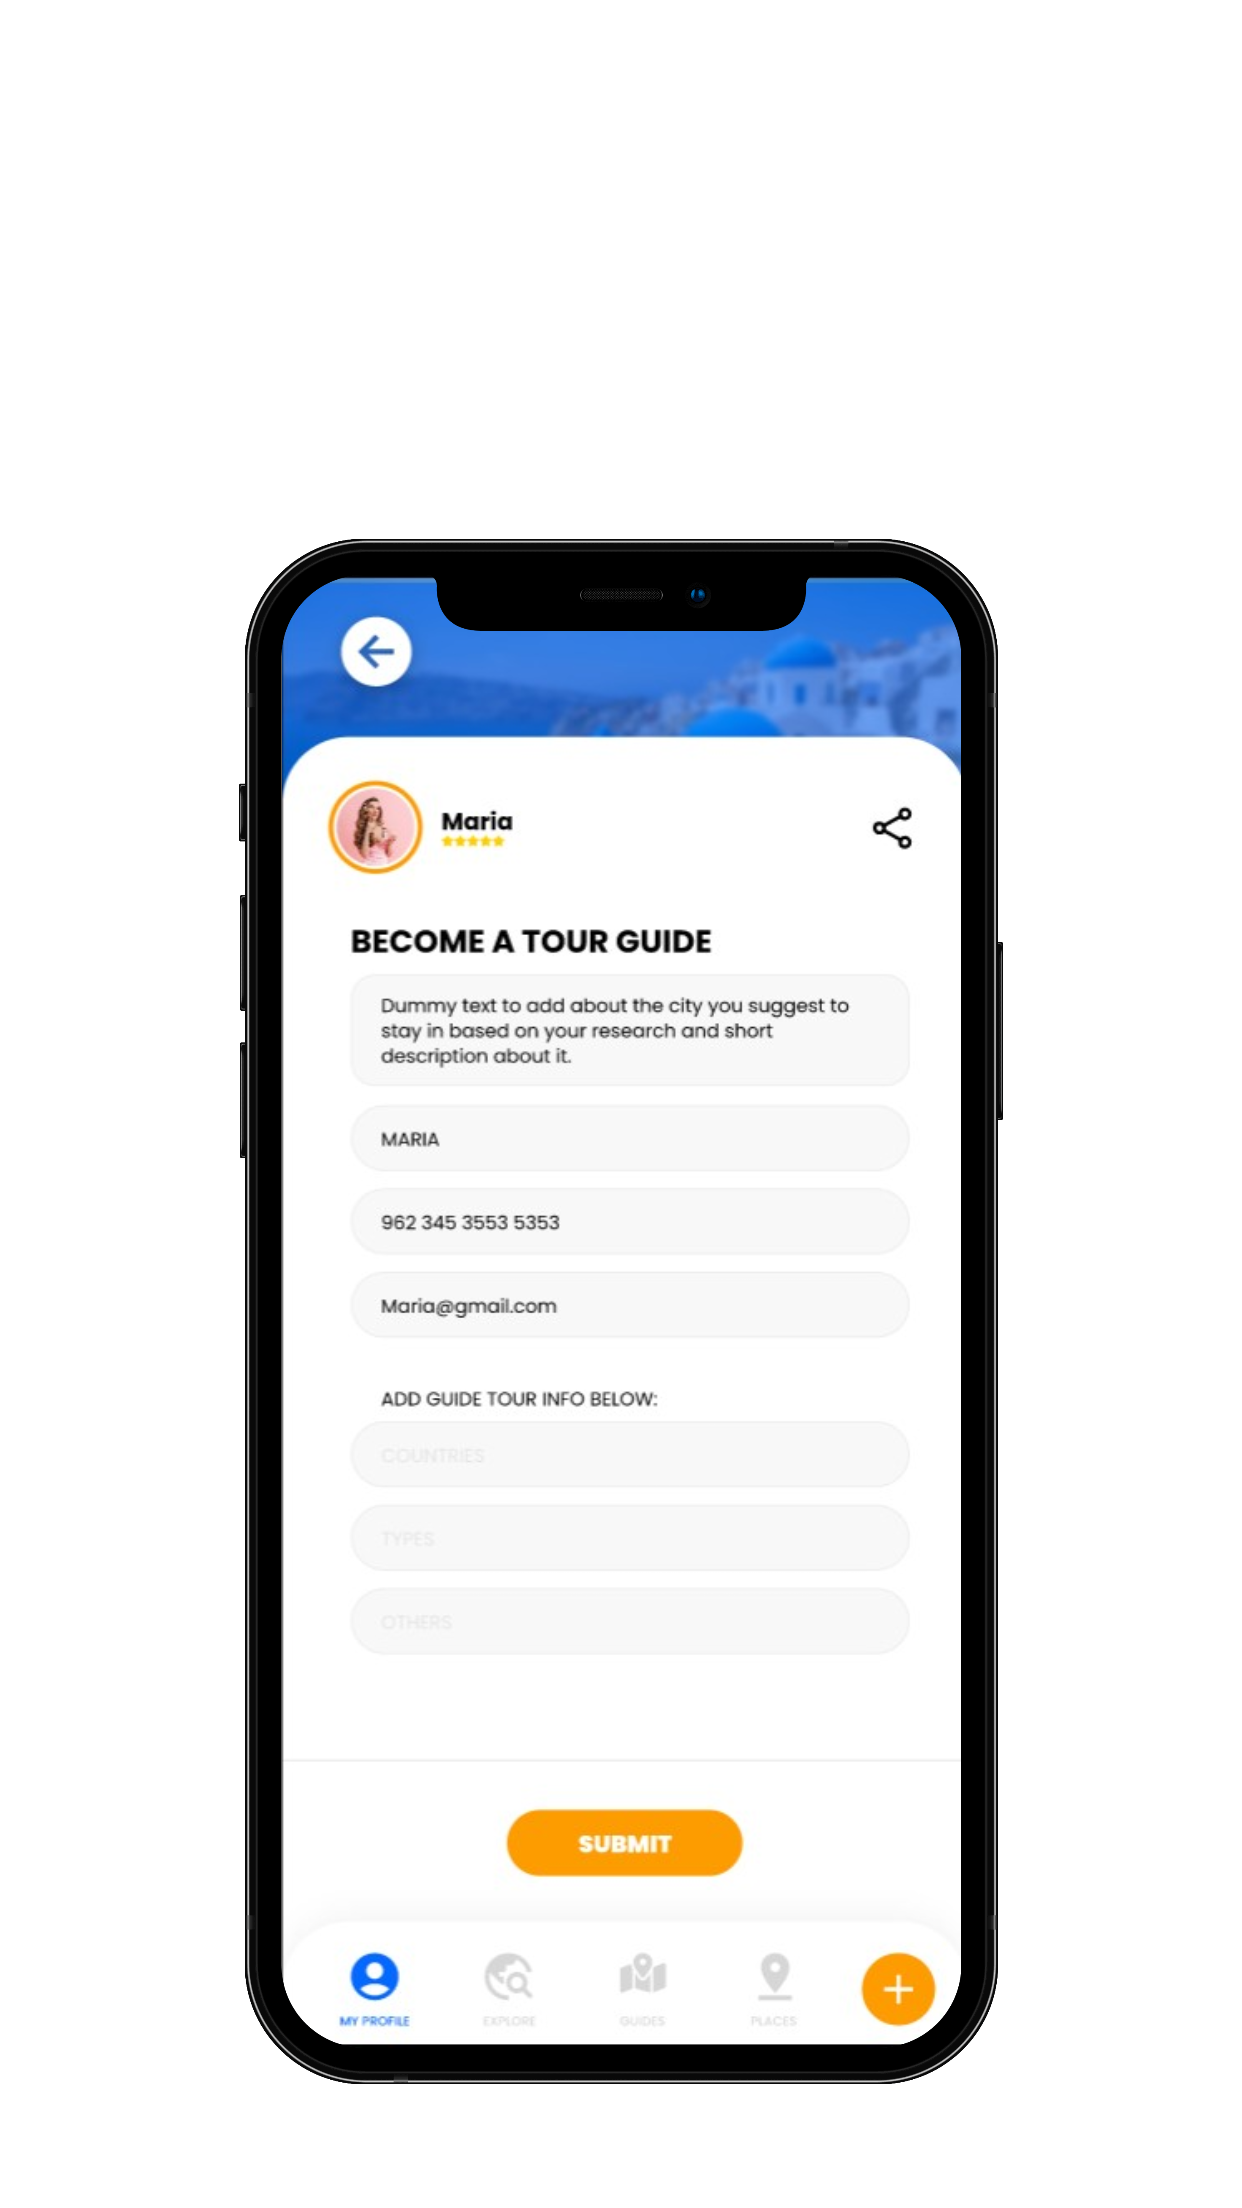 Maria
BECOME A TOUR GUIDE
Dummy text to add about the city you suggest to
stay in based on your research and short
description about it.
MARIA
962 345 3553 5353
Maria@gmail.com
ADD GUIDE TOUR INFO BELOW:
COUNTRIES
TYPES
OTHERS
SUBMIT
MY PROFILE
EXPLORE
GUIDES
PLACES